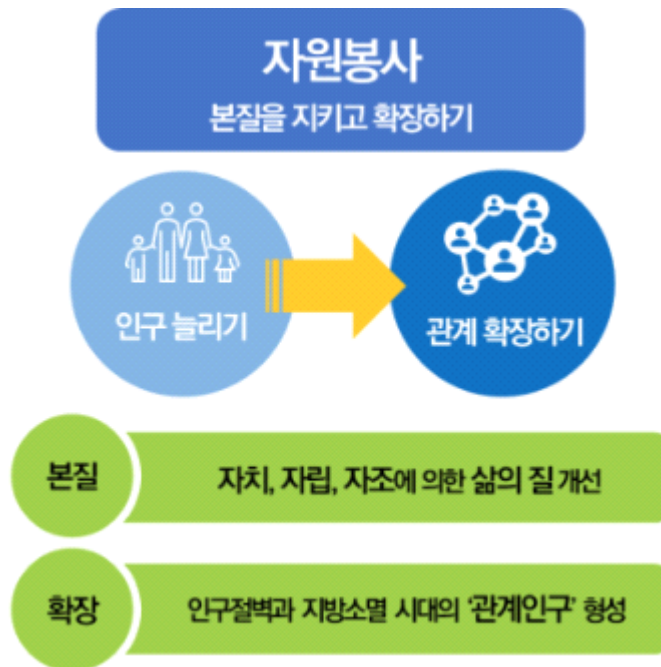 자원봉사
본질을 지키고 확장하기
인구 늘리기
관계 확장하기
본질
자치, 자립, 자조에 의한 삶의 질 개선
확장
인구절벽과 지방소멸 시대의 ‘관계인구’ 형성